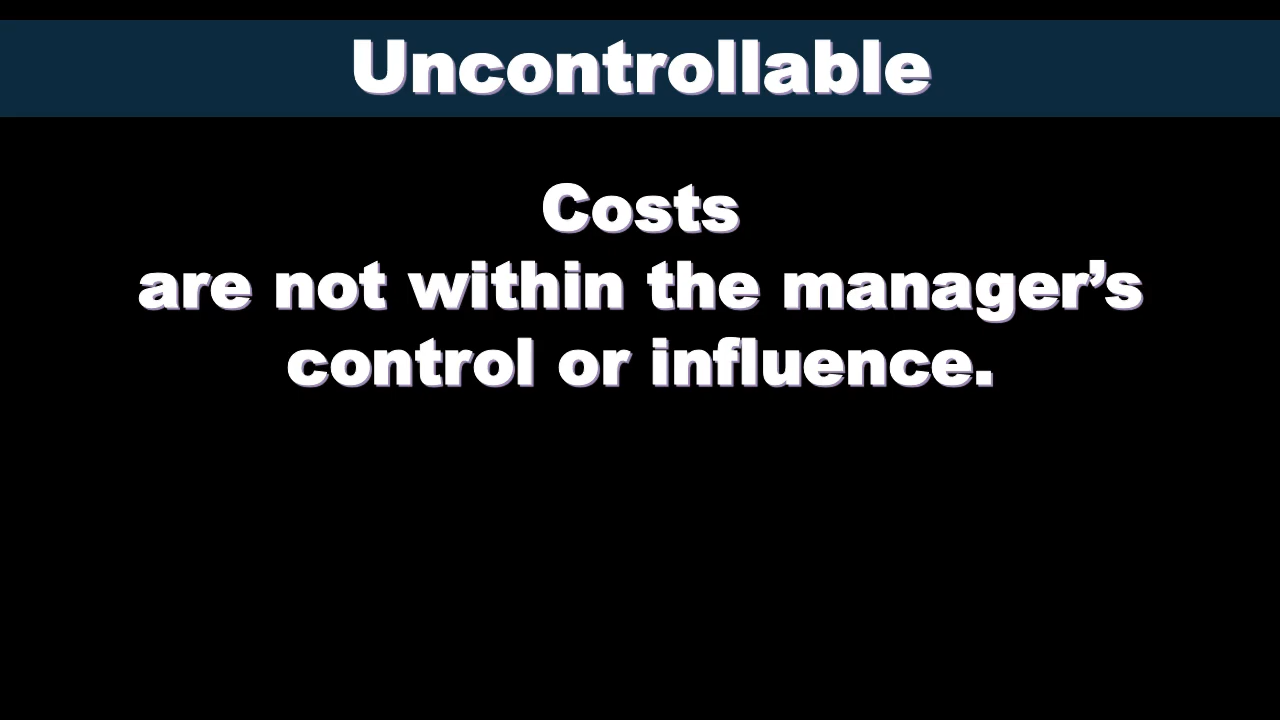 Uncontrollable
Costs
are not within the manager’s
control or influence.